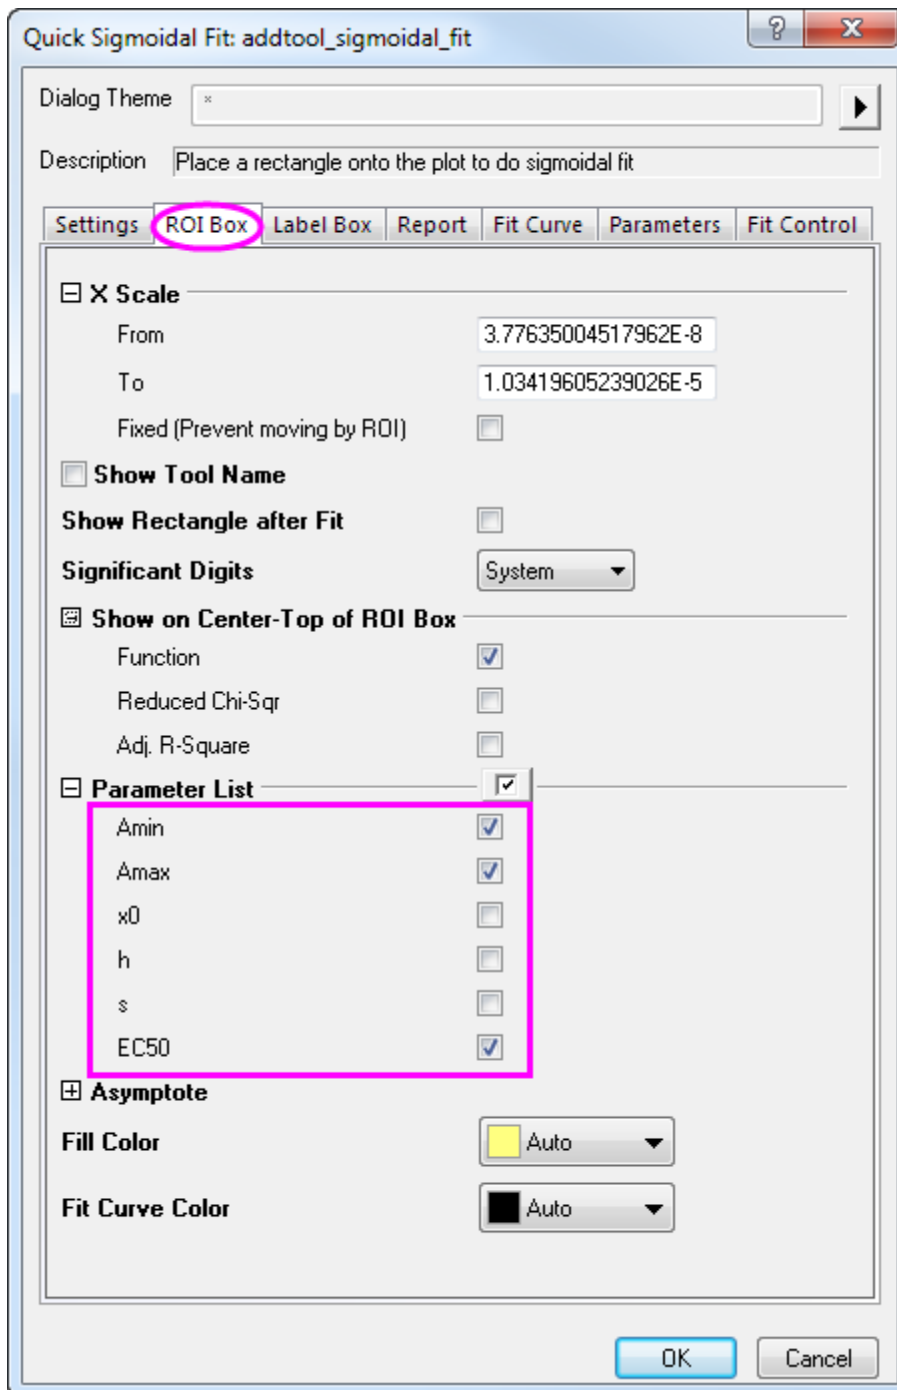 Quick Sigmoidal Fit: addtool_sigmoidal_fit
Dialog Theme *
Description Place a rectangle onto the plot to do sigmoidal fit
Settings ROI Box Label Box Report Fit Curve Parameters Fit Control
X Scale
From 3.77635004517962E-8
To 1.03419605239026E-5
Fixed (Prevent moving by ROI)
Show Tool Name
Show Rectangle after Fit
Significant Digits System
Show on Center-Top of ROI Box
Function
Reduced Chi-Sqr
Adj. R-Square
Parameter List
Amin
Amax
x0
h
s
EC50
Asymptote
Fill Color Auto
Fit Curve Color Auto
OK Cancel